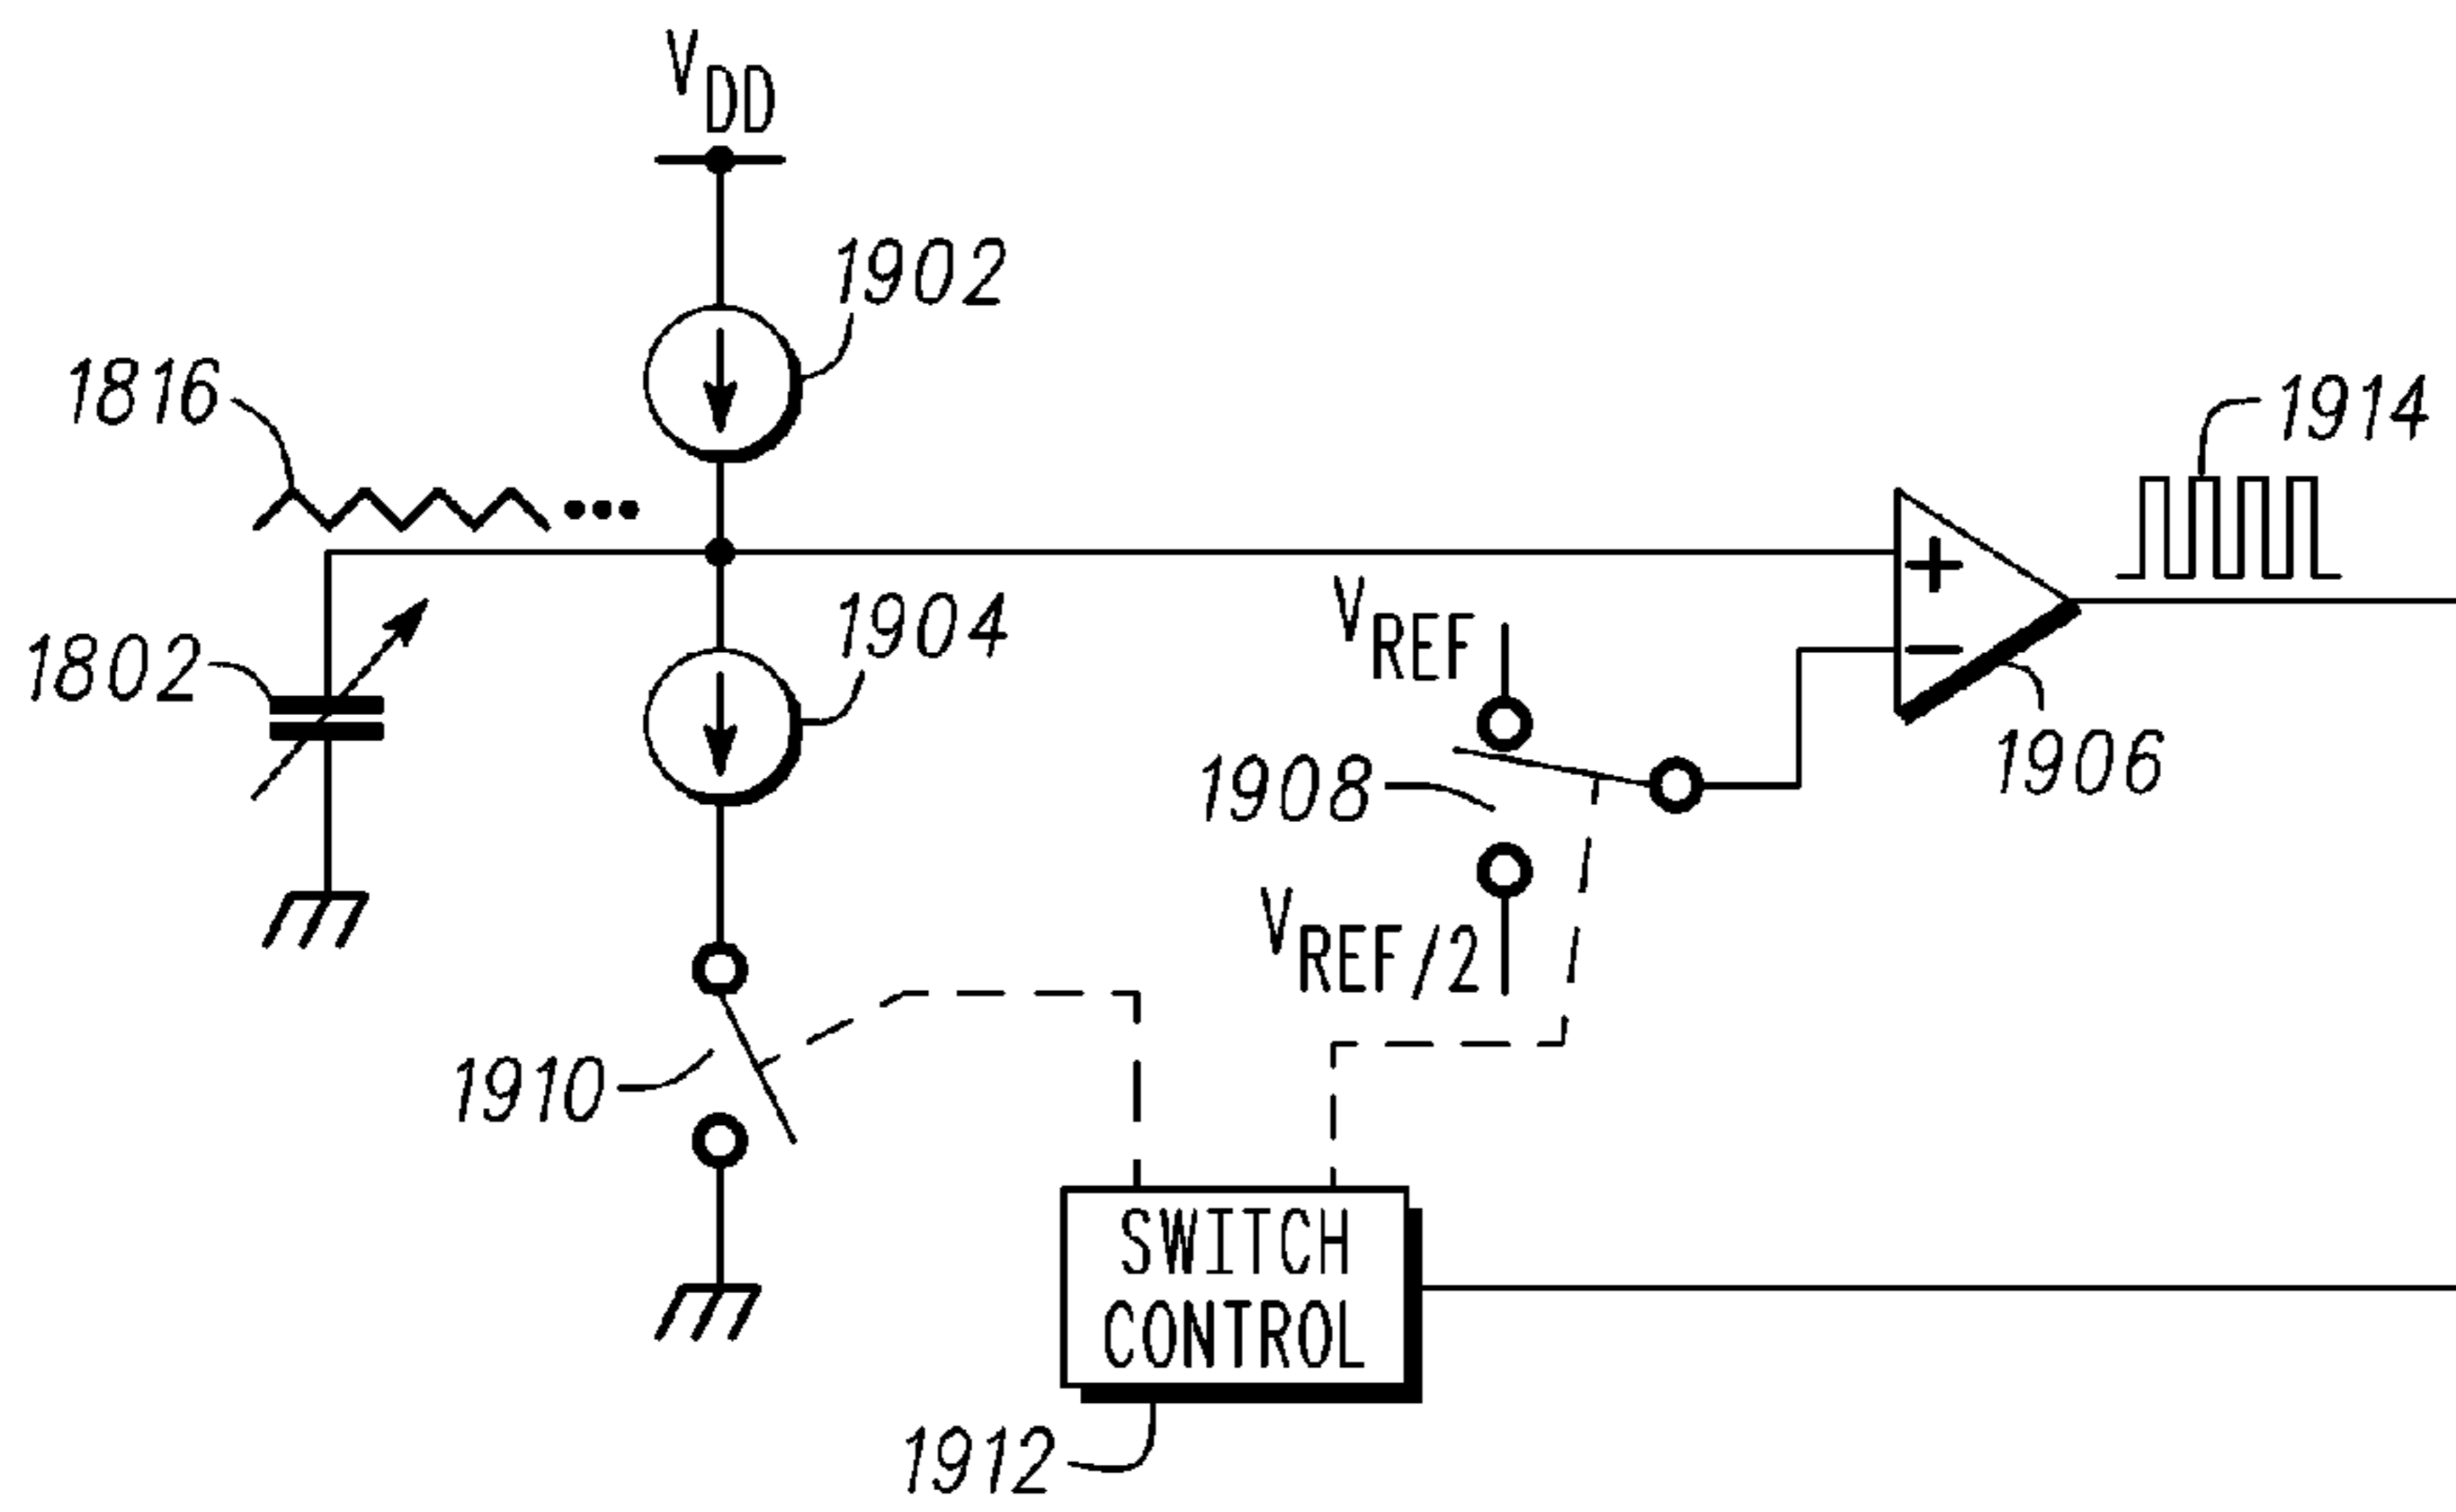 VDD
1902
1816
1914
+
1904
VREF
1802
−
1906
1908
VREF/2
1910
SWITCH
CONTROL
1912